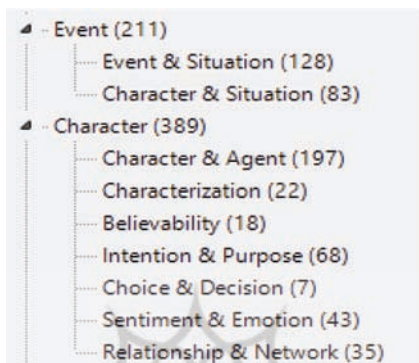 Event (211)
Event & Situation (128)
Character & Situation (83)
Character (389)
Character & Agent (197)
Characterization (22)
Believability (18)
Intention & Purpose (68)
Choice & Decision (7)
Sentiment & Emotion (43)
Relationship & Network (35)